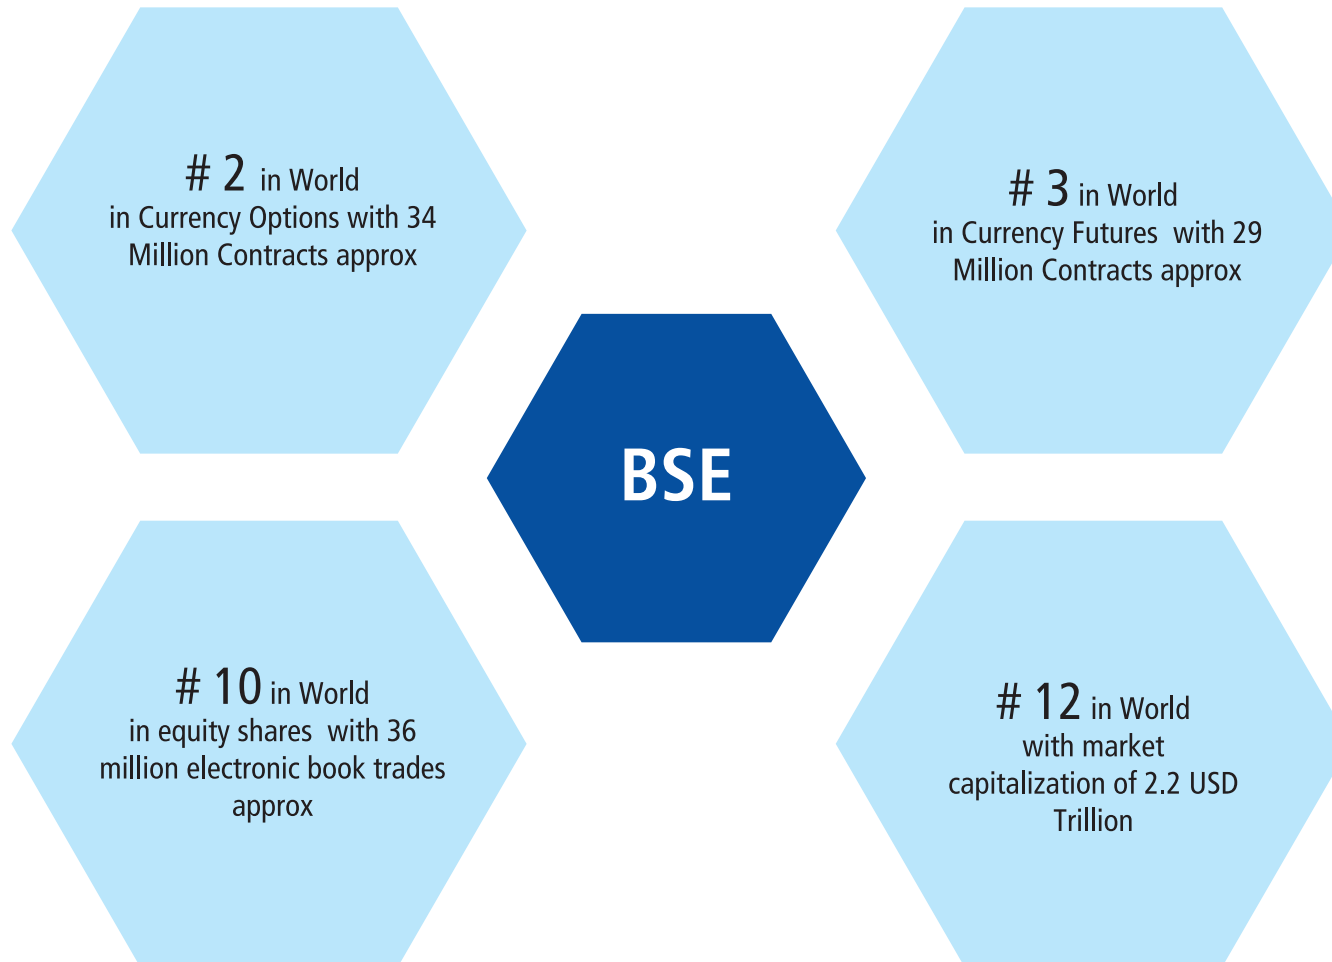 # 2 in World
in Currency Options with 34
Million Contracts approx
# 3 in World
in Currency Futures with 29
Million Contracts approx
BSE
# 10 in World
in equity shares with 36
million electronic book trades
approx
# 12 in World
with market
capitalization of 2.2 USD
Trillion